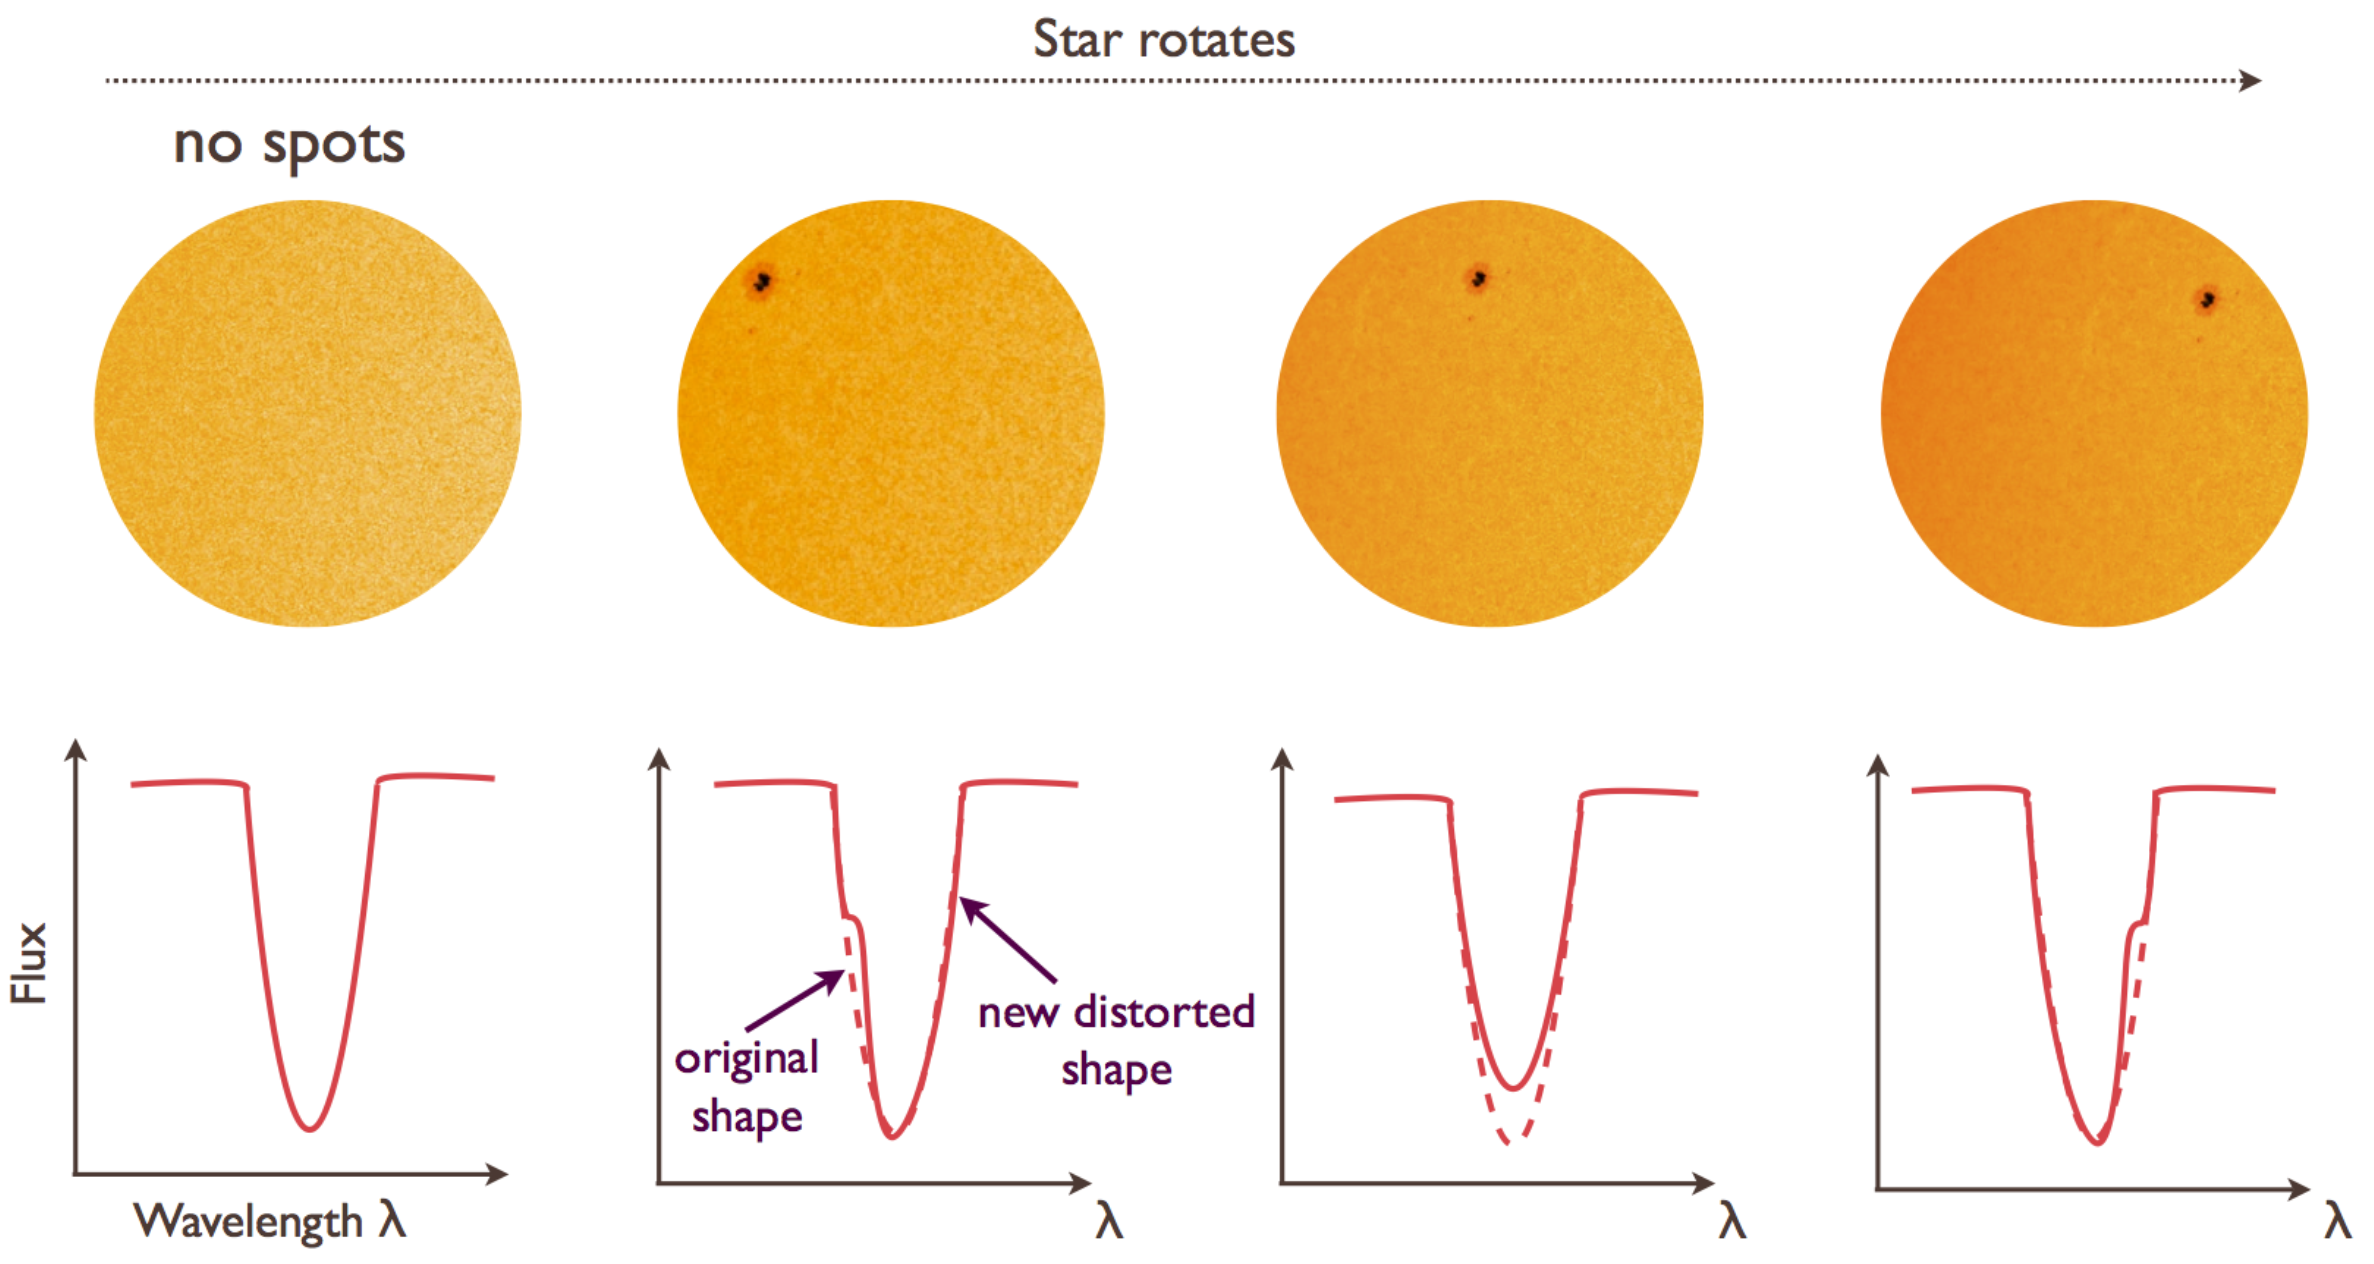 Star rotates
no spots
Flux
Wavelength λ
original
shape
new distorted
shape
λ
λ
λ